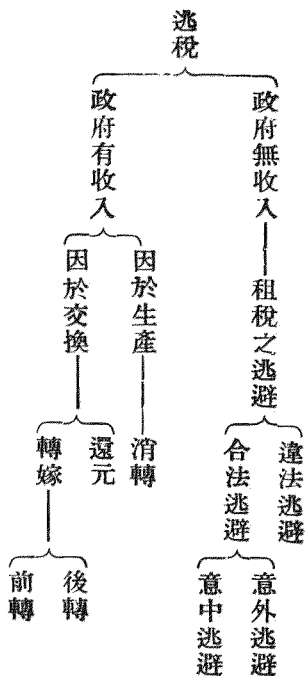 逃稅
政府無收入
租稅之逃避
違法逃避
合法逃避
意外逃避
意中逃避
政府有收入
因於生產
消轉
因於交換
還元
轉嫁
後轉
前轉